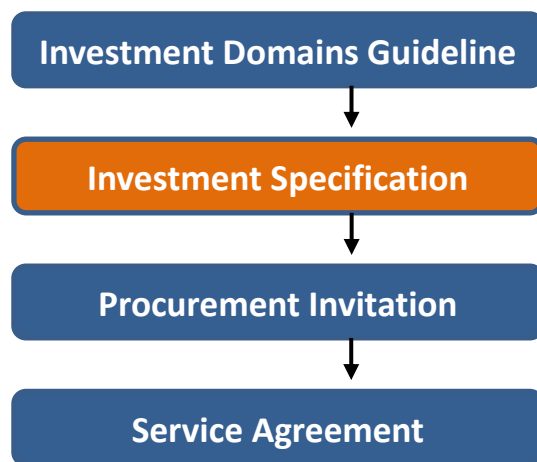 Investment Domains Guideline
Investment Specification
Procurement Invitation
Service Agreement